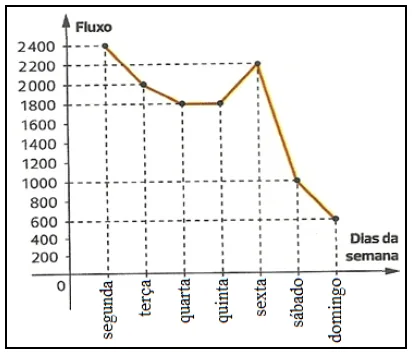 Fluxo
2400
2200
2000
1800
1600
1400
1200
1000
800
600
400
200
0
Dias da
semana
segunda
terça
quarta
quinta
sexta
sábado
domingo